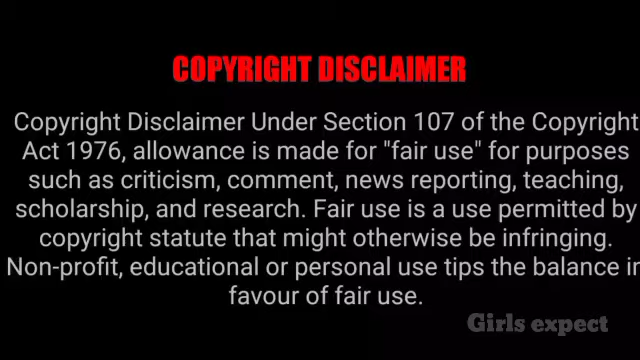 COPYRIGHT DISCLAIMER
Copyright Disclaimer Under Section 107 of the Copyright
Act 1976, allowance is made for "fair use" for purposes
such as criticism, comment, news reporting, teaching,
scholarship, and research. Fair use is a use permitted by
copyright statute that might otherwise be infringing.
Non-profit, educational or personal use tips the balance in
favour of fair use.
Girls expect